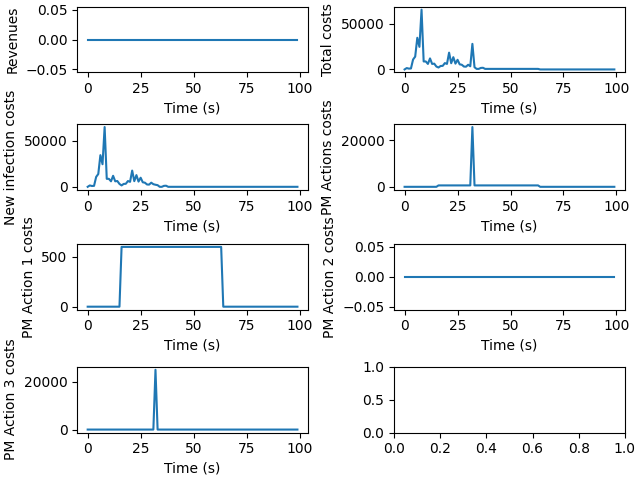 Revenues
0.05
0.00
−0.05
0 25 50 75 100
Time (s)
Total costs
50000
0
0 25 50 75 100
Time (s)
New infection costs
50000
0
0 25 50 75 100
Time (s)
PM Actions costs
20000
0
0 25 50 75 100
Time (s)
PM Action 1 costs
500
0
0 25 50 75 100
Time (s)
PM Action 2 costs
0.05
0.00
−0.05
0 25 50 75 100
Time (s)
PM Action 3 costs
20000
0
0 25 50 75 100
Time (s)
1.0
0.5
0.0
0.0 0.2 0.4 0.6 0.8 1.0